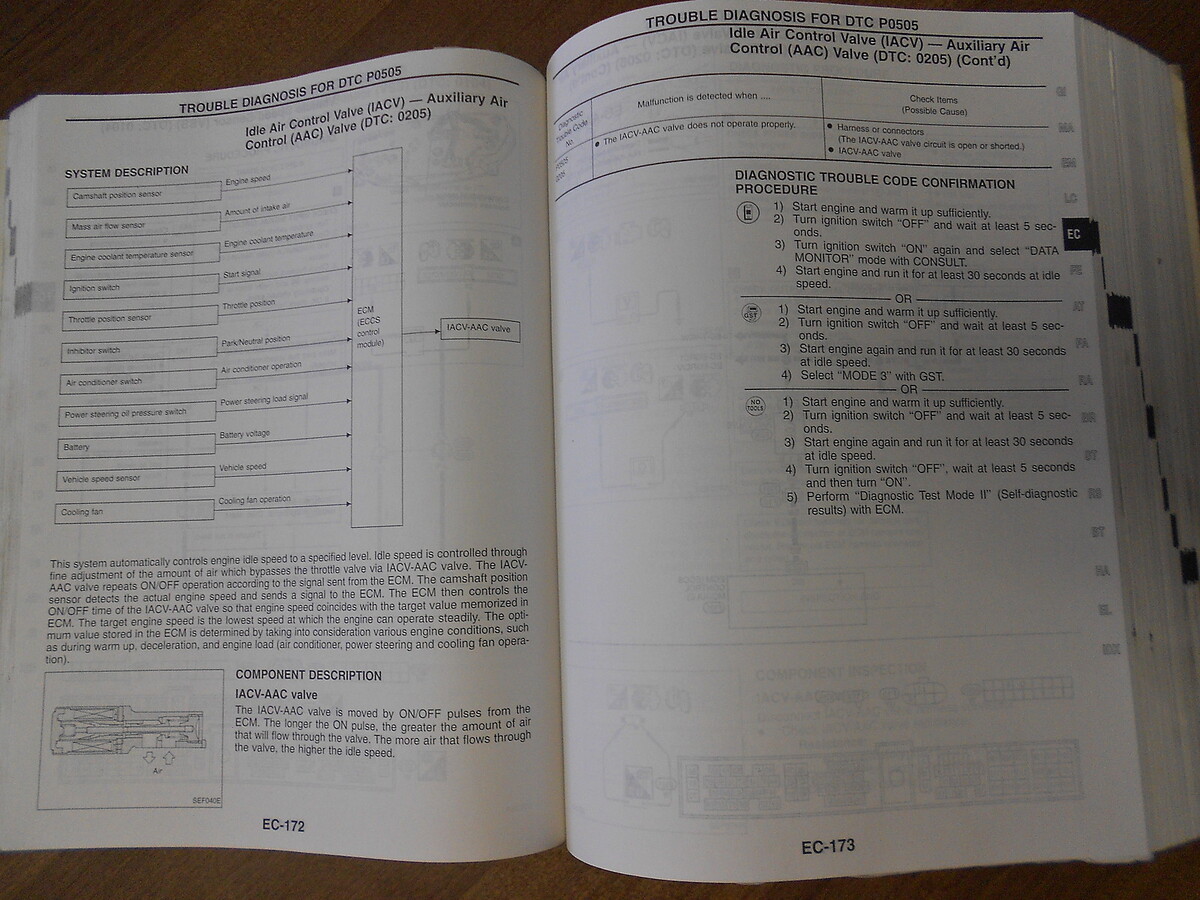 TROUBLE DIAGNOSIS FOR DTC P0505
Idle Air Control Valve (IACV) — Auxiliary Air
Control (AAC) Valve (DTC: 0205)
SYSTEM DESCRIPTION
Camshaft position sensor
Engine speed
Mass air flow sensor
Amount of intake air
Engine coolant temperature sensor
Engine coolant temperature
Ignition switch
Start signal
Throttle position sensor
Throttle position
Inhibitor switch
Park/Neutral position
Air conditioner switch
Air conditioner operation
Power steering oil pressure switch
Power steering load signal
Battery
Battery voltage
Vehicle speed sensor
Vehicle speed
Cooling fan
Cooling fan operation
ECM
(ECCS
control
module)
IACV-AAC valve
This system automatically controls engine idle speed to a specified level. Idle speed is controlled through
fine adjustment of the amount of air which bypasses the throttle valve via IACV-AAC valve. The IACV-
AAC valve repeats ON/OFF operation according to the signal sent from the ECM. The camshaft position
sensor detects the actual engine speed and sends a signal to the ECM. The ECM then controls the
ON/OFF time of the IACV-AAC valve so that engine speed coincides with the target value memorized in
ECM. The target engine speed is the lowest speed at which the engine can operate steadily. The opti-
mum value stored in the ECM is determined by taking into consideration various engine conditions, such
as during warm up, deceleration, and engine load (air conditioner, power steering and cooling fan opera-
tion).
COMPONENT DESCRIPTION
IACV-AAC valve
The IACV-AAC valve is moved by ON/OFF pulses from the
ECM. The longer the ON pulse, the greater the amount of air
that will flow through the valve. The more air that flows through
the valve, the higher the idle speed.
Air
SEF040E
EC-172
TROUBLE DIAGNOSIS FOR DTC P0505
Idle Air Control Valve (IACV) — Auxiliary Air
Control (AAC) Valve (DTC: 0205) (Cont'd)
Diagnostic
Trouble Code
No.
Malfunction is detected when ....
Check Items
(Possible Cause)
P0505
0205
● The IACV-AAC valve does not operate properly.
● Harness or connectors
(The IACV-AAC valve circuit is open or shorted.)
● IACV-AAC valve
DIAGNOSTIC TROUBLE CODE CONFIRMATION
PROCEDURE
1) Start engine and warm it up sufficiently.
2) Turn ignition switch "OFF" and wait at least 5 sec-
onds.
3) Turn ignition switch "ON" again and select "DATA
MONITOR" mode with CONSULT.
4) Start engine and run it for at least 30 seconds at idle
speed.
OR
GST
1) Start engine and warm it up sufficiently.
2) Turn ignition switch "OFF" and wait at least 5 sec-
onds.
3) Start engine again and run it for at least 30 seconds
at idle speed.
4) Select "MODE 3" with GST.
OR
NO
TOOLS
1) Start engine and warm it up sufficiently.
2) Turn ignition switch "OFF" and wait at least 5 sec-
onds.
3) Start engine again and run it for at least 30 seconds
at idle speed.
4) Turn ignition switch "OFF", wait at least 5 seconds
and then turn "ON".
5) Perform "Diagnostic Test Mode II" (Self-diagnostic
results) with ECM.
GI
MA
EM
LC
EC
FE
AT
FA
RA
BR
ST
RS
BT
HA
EL
EC-173